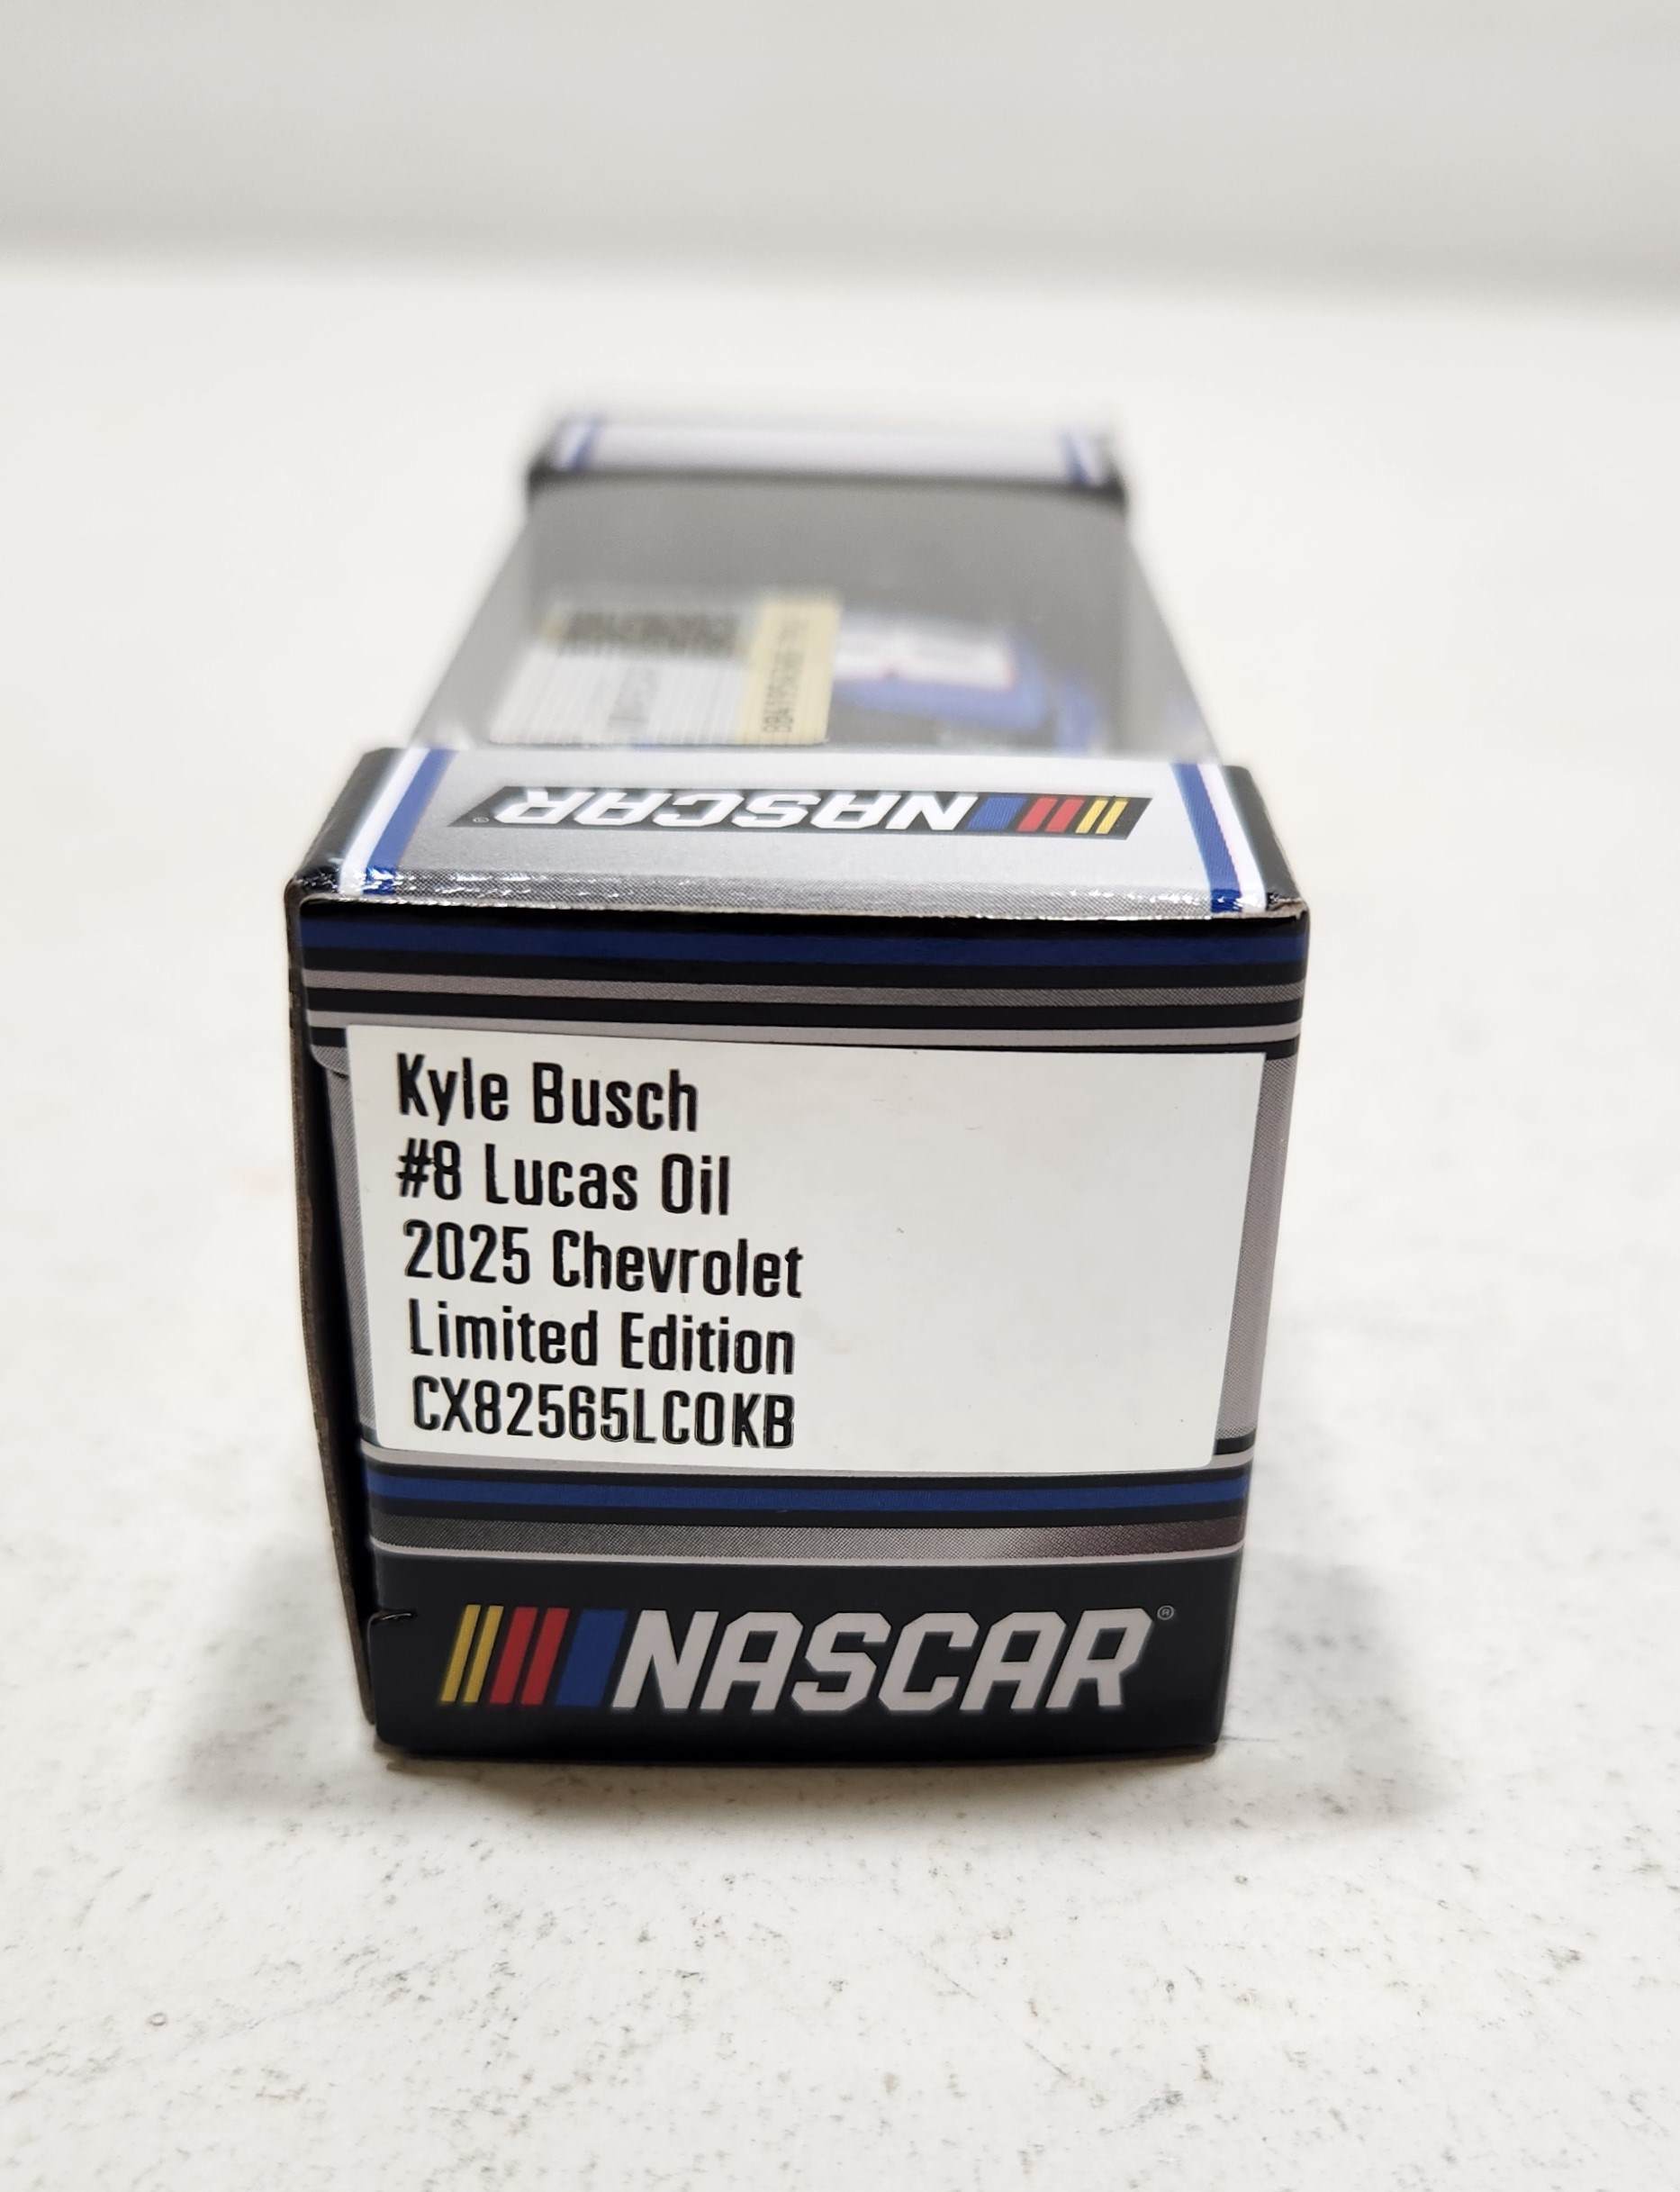 NASCAR®
Kyle Busch
#8 Lucas Oil
2025 Chevrolet
Limited Edition
CX82565LCOKB
NASCAR®